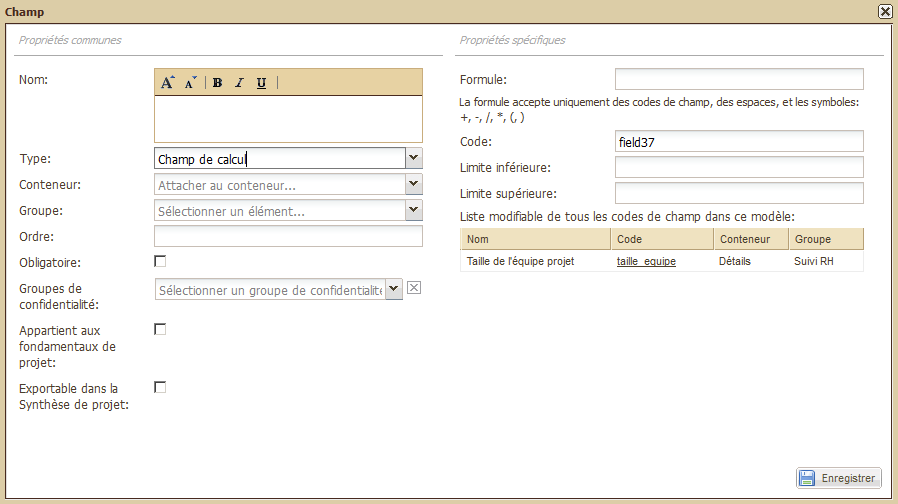 Champ
Propriétés communes
Nom:
A A B I U
Type:
Champ de calcul
Conteneur:
Attacher au conteneur...
Groupe:
Sélectionner un élément...
Ordre:
Obligatoire:
Groupes de
confidentialité:
Sélectionner un groupe de confidentialité
Appartient aux
fondamentaux de
projet:
Exportable dans la
Synthèse de projet:
Propriétés spécifiques
Formule:
La formule accepte uniquement des codes de champ, des espaces, et les symboles:
+, -, /, *, (, )
Code:
field37
Limite inférieure:
Limite supérieure:
Liste modifiable de tous les codes de champ dans ce modèle:
Nom Code Conteneur Groupe
Taille de l'équipe projet taille_equipe Détails Suivi RH
Enregistrer